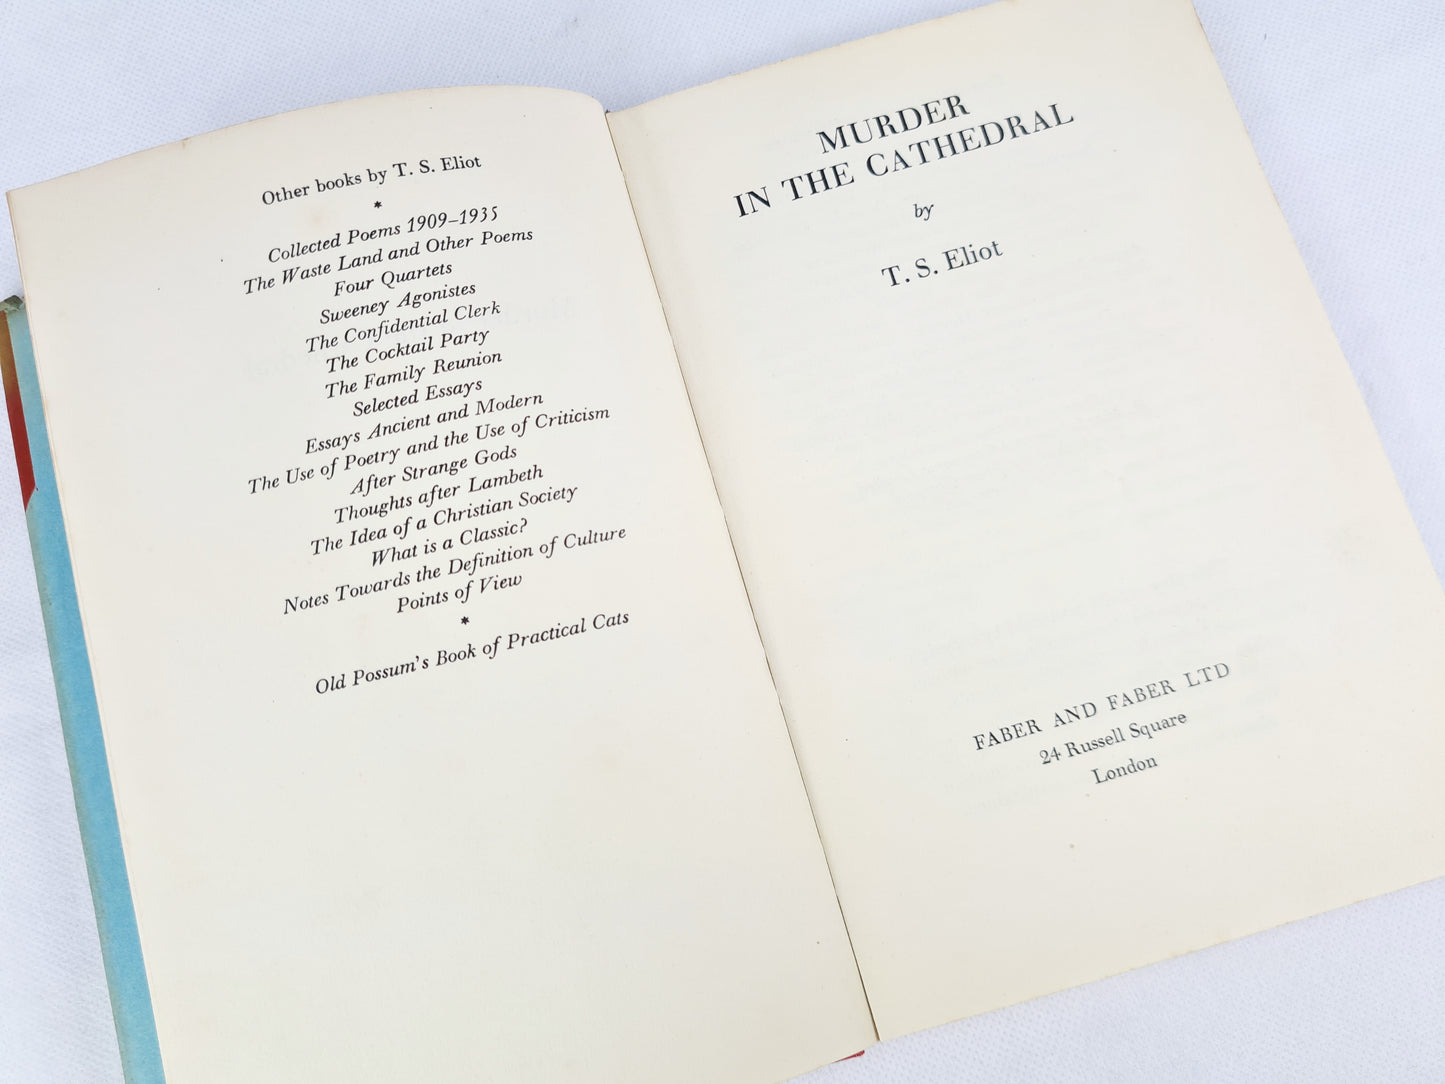 Other books by T. S. Eliot
*
Collected Poems 1909–1935
The Waste Land and Other Poems
Four Quartets
Sweeney Agonistes
The Confidential Clerk
The Cocktail Party
The Family Reunion
Selected Essays
Essays Ancient and Modern
The Use of Poetry and the Use of Criticism
After Strange Gods
Thoughts after Lambeth
The Idea of a Christian Society
What is a Classic?
Notes Towards the Definition of Culture
Points of View
*
Old Possum's Book of Practical Cats
MURDER
IN THE CATHEDRAL
by
T. S. Eliot
FABER AND FABER LTD
24 Russell Square
London